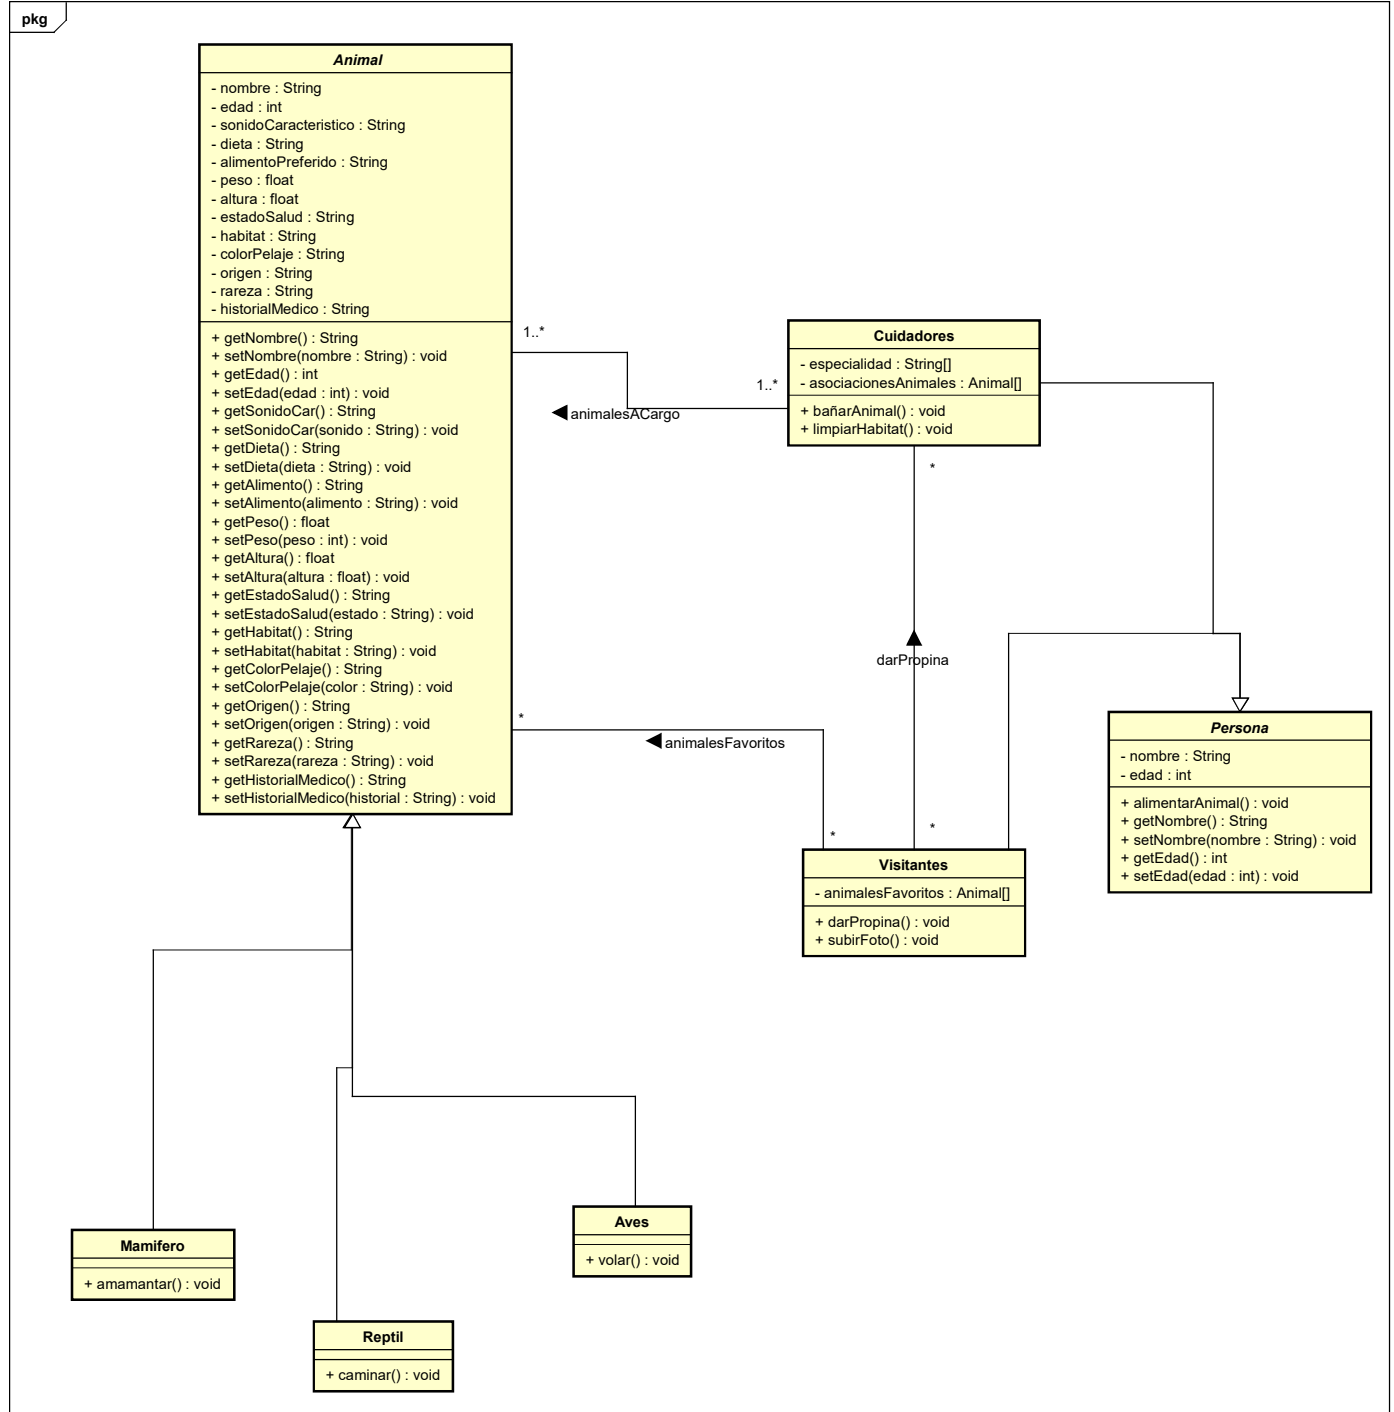 pkg
Animal
- nombre : String
- edad : int
- sonidoCaracteristico : String
- dieta : String
- alimentoPreferido : String
- peso : float
- altura : float
- estadoSalud : String
- habitat : String
- colorPelaje : String
- origen : String
- rareza : String
- historialMedico : String
+ getNombre() : String
+ setNombre(nombre : String) : void
+ getEdad() : int
+ setEdad(edad : int) : void
+ getSonidoCar() : String
+ setSonidoCar(sonido : String) : void
+ getDieta() : String
+ setDieta(dieta : String) : void
+ getAlimento() : String
+ setAlimento(alimento : String) : void
+ getPeso() : float
+ setPeso(peso : int) : void
+ getAltura() : float
+ setAltura(altura : float) : void
+ getEstadoSalud() : String
+ setEstadoSalud(estado : String) : void
+ getHabitat() : String
+ setHabitat(habitat : String) : void
+ getColorPelaje() : String
+ setColorPelaje(color : String) : void
+ getOrigen() : String
+ setOrigen(origen : String) : void
+ getRareza() : String
+ setRareza(rareza : String) : void
+ getHistorialMedico() : String
+ setHistorialMedico(historial : String) : void
1..*
1..*
animalesACargo
Cuidadores
- especialidad : String[]
- asociacionesAnimales : Animal[]
+ bañarAnimal() : void
+ limpiarHabitat() : void
*
darPropina
*
*
animalesFavoritos
*
Visitantes
- animalesFavoritos : Animal[]
+ darPropina() : void
+ subirFoto() : void
Persona
- nombre : String
- edad : int
+ alimentarAnimal() : void
+ getNombre() : String
+ setNombre(nombre : String) : void
+ getEdad() : int
+ setEdad(edad : int) : void
Mamifero
+ amamantar() : void
Reptil
+ caminar() : void
Aves
+ volar() : void